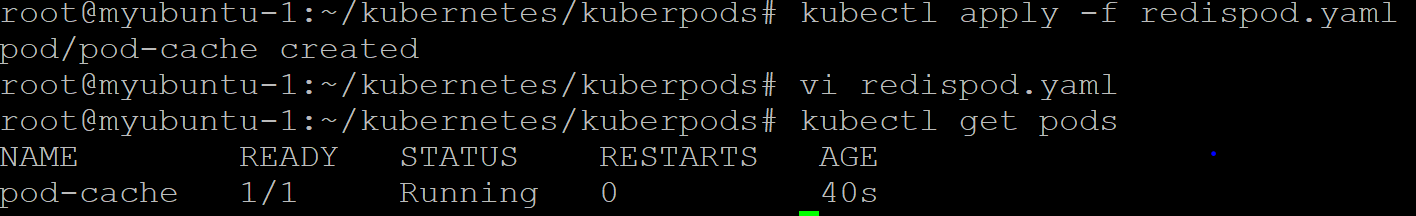 root@myubuntu-1:~/kubernetes/kuberpods# kubectl apply -f redispod.yaml
pod/pod-cache created
root@myubuntu-1:~/kubernetes/kuberpods# vi redispod.yaml
root@myubuntu-1:~/kubernetes/kuberpods# kubectl get pods
NAME READY STATUS RESTARTS AGE
pod-cache 1/1 Running 0 40s